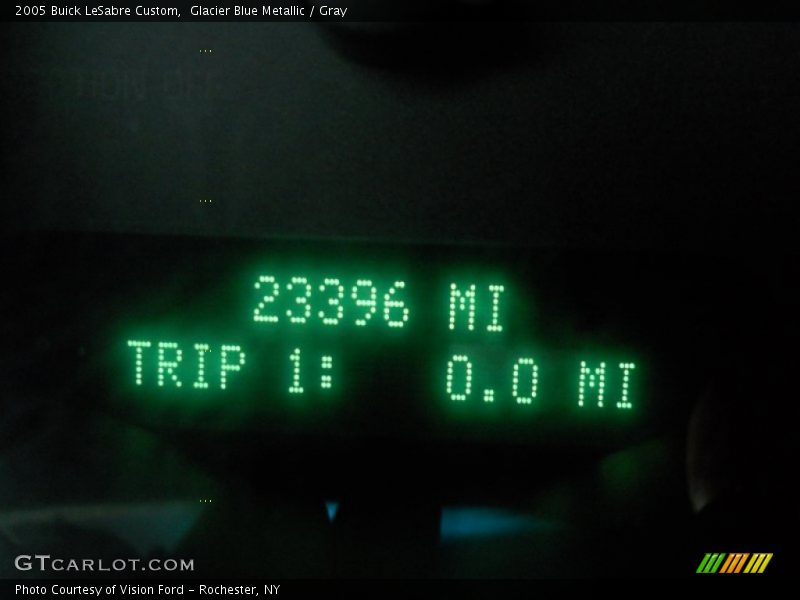 2005 Buick LeSabre Custom,  Glacier Blue Metallic / Gray
23396 MI
TRIP 1: 0.0 MI
GTCARLOT.COM
Photo Courtesy of Vision Ford - Rochester, NY